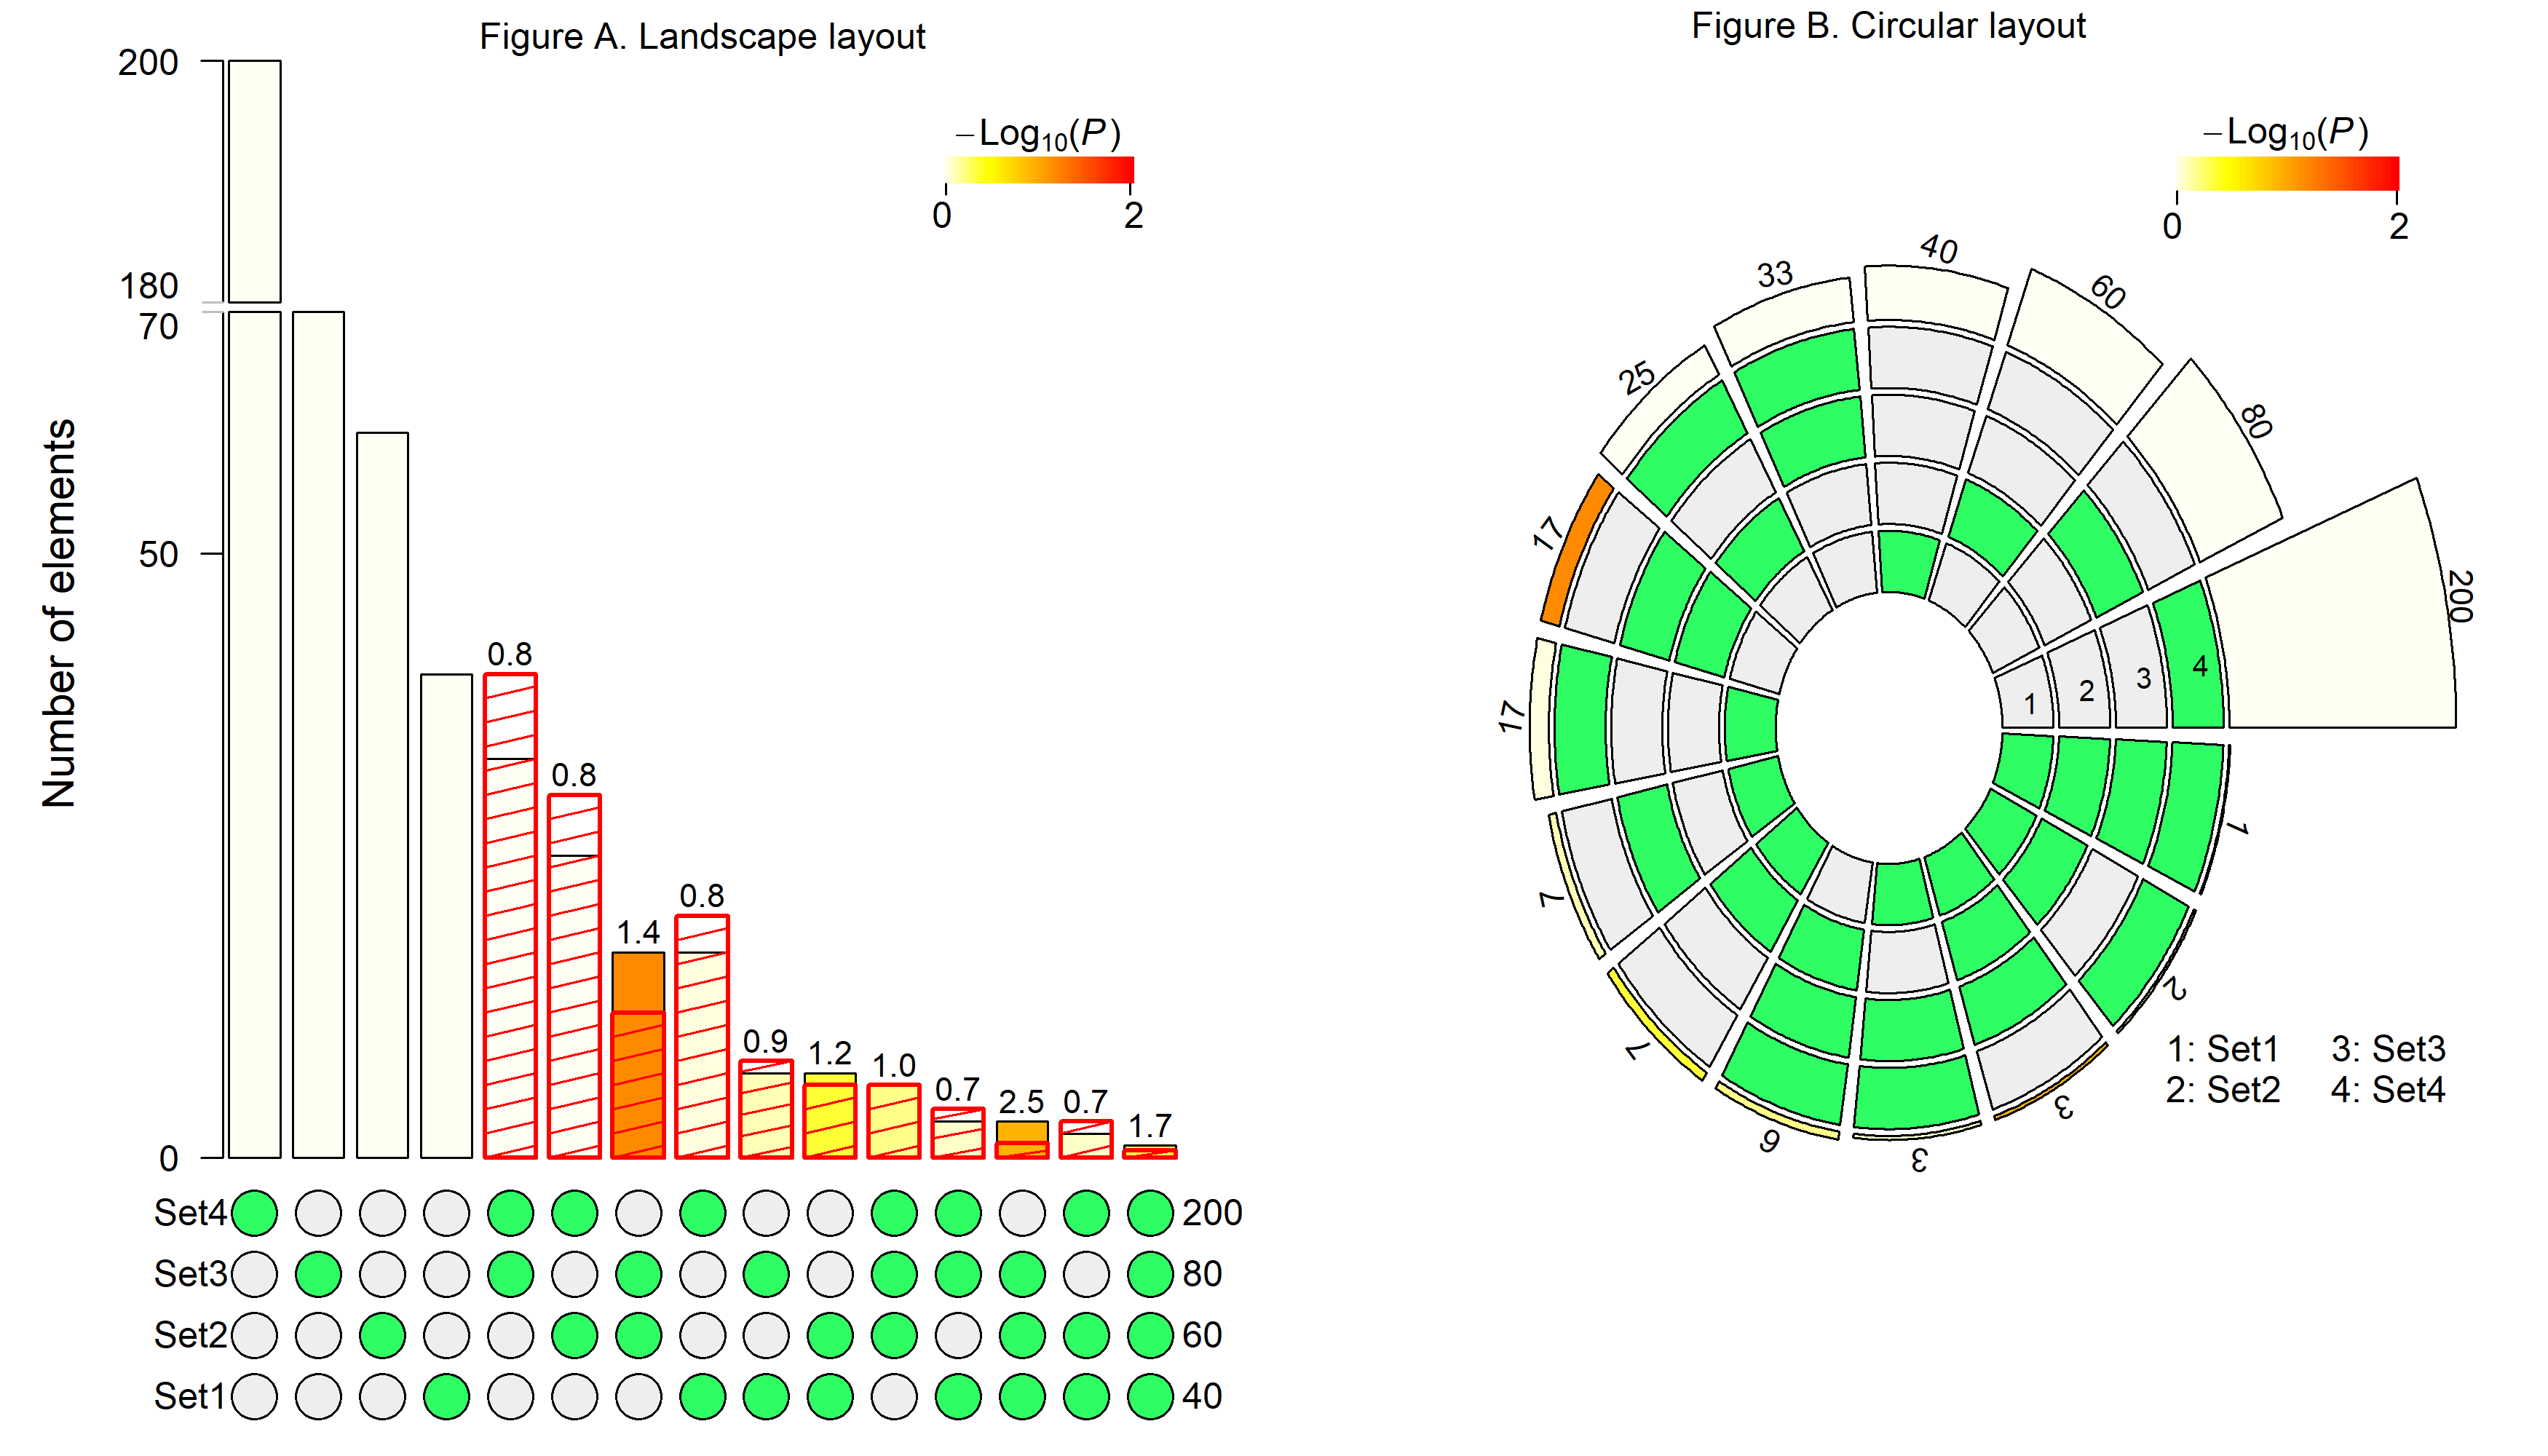 Figure A. Landscape layout
−Log10(P)
0 2
Number of elements
200
180
70
50
0
0.8
0.8
1.4
0.8
0.9
1.2
1.0
0.7
2.5
0.7
1.7
Set4 200
Set3 80
Set2 60
Set1 40
Figure B. Circular layout
−Log10(P)
0 2
200
80
60
40
33
25
17
17
7
7
6
3
3
2
1
1 2 3 4
1: Set1 3: Set3
2: Set2 4: Set4